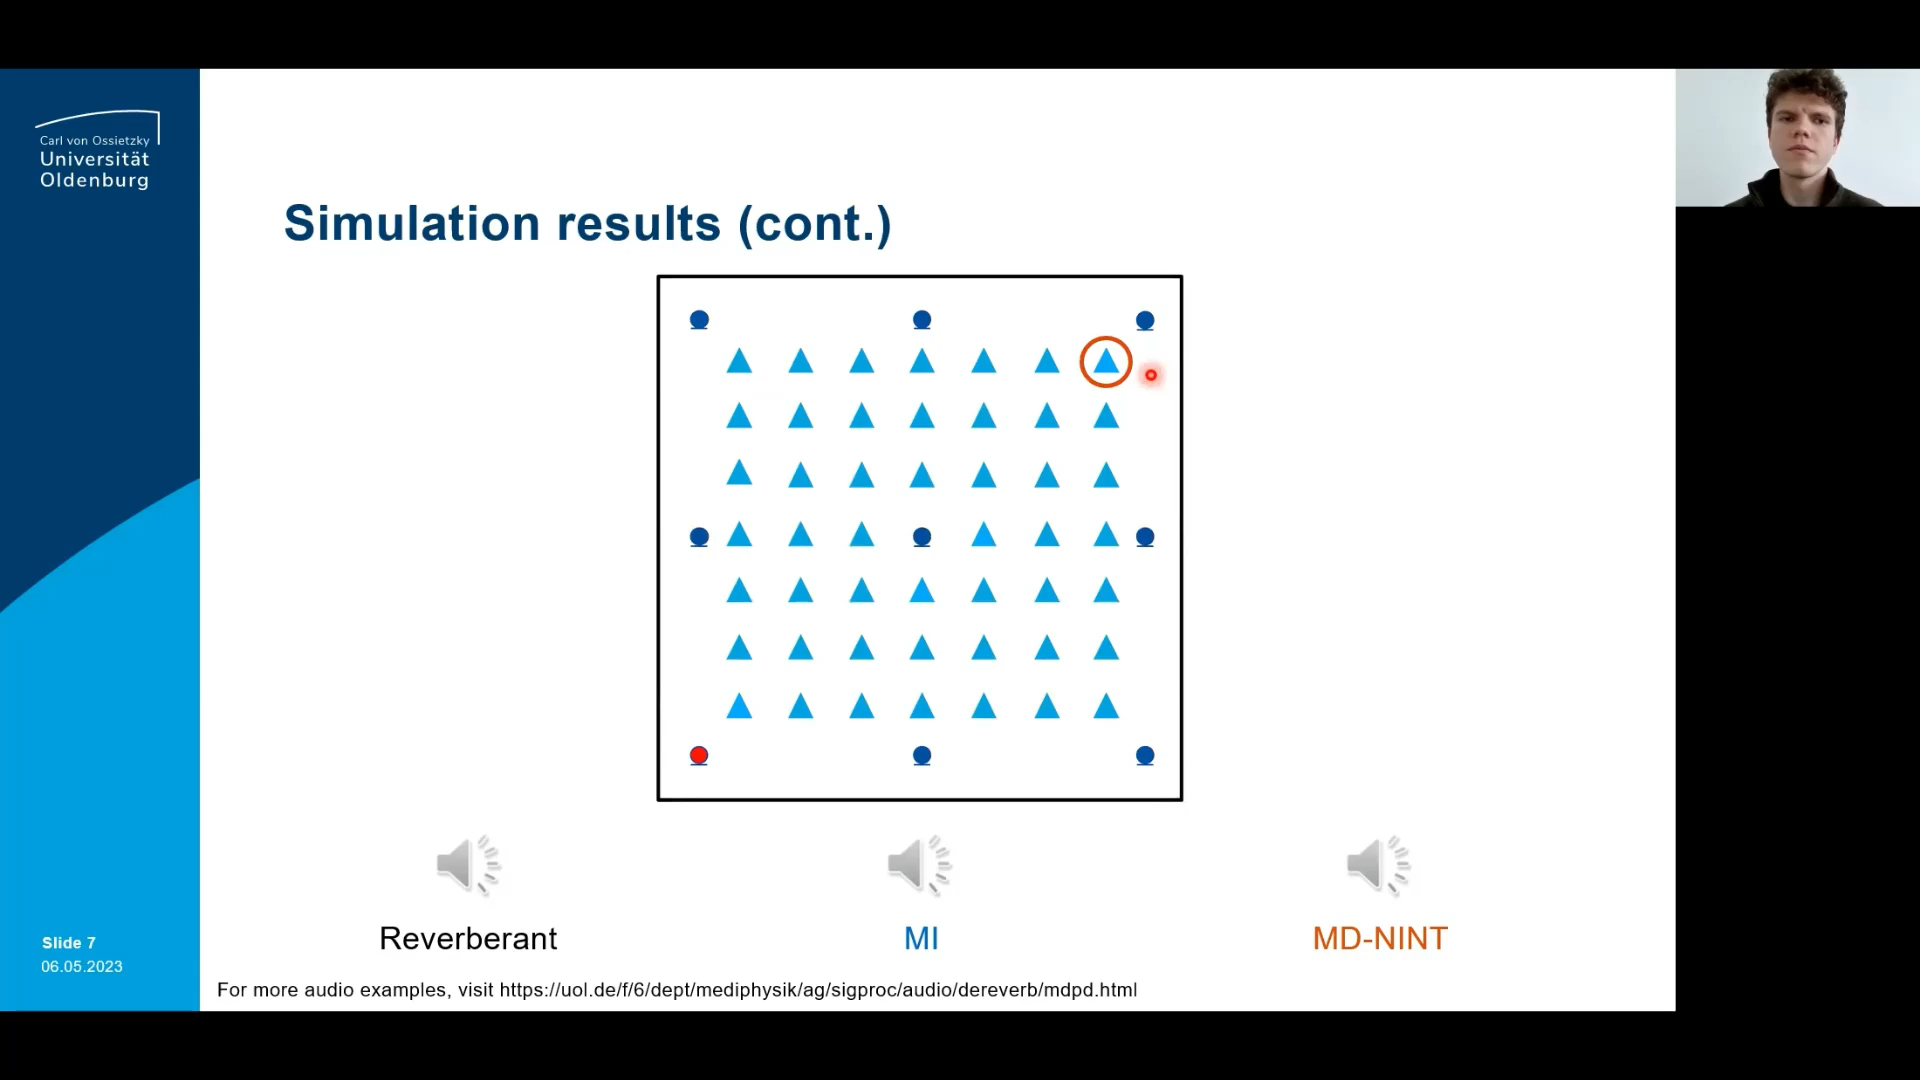 Carl von Ossietzky
Universität
Oldenburg
Simulation results (cont.)
Reverberant
MI
MD-NINT
Slide 7
06.05.2023
For more audio examples, visit https://uol.de/f/6/dept/mediphysik/ag/sigproc/audio/dereverb/mdpd.html